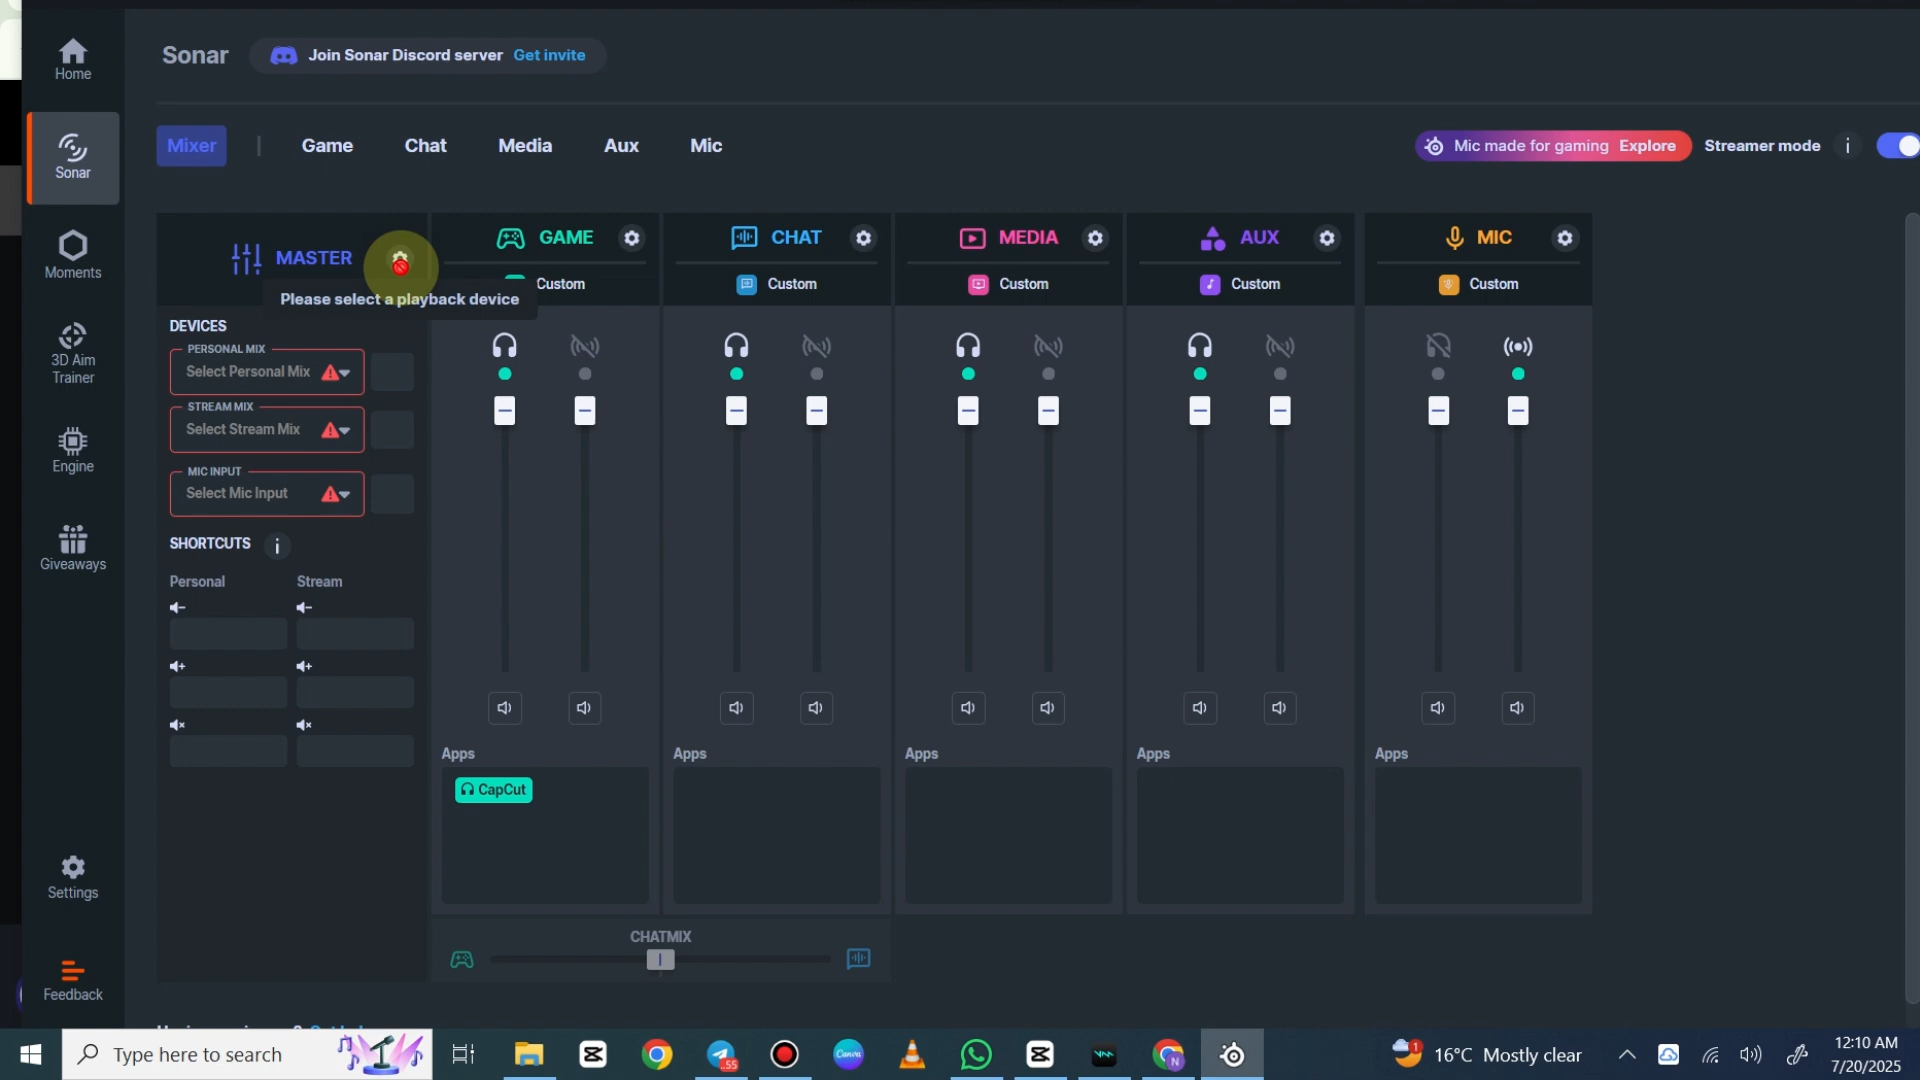 Home
Sonar
Moments
3D Aim
Trainer
Engine
Giveaways
Settings
Feedback
Sonar
Join Sonar Discord server Get invite
Mixer | Game Chat Media Aux Mic
Mic made for gaming Explore
Streamer mode i
MASTER
Please select a playback device
DEVICES
PERSONAL MIX
Select Personal Mix
STREAM MIX
Select Stream Mix
MIC INPUT
Select Mic Input
SHORTCUTS i
Personal Stream
GAME
Custom
Apps
CapCut
CHAT
Custom
Apps
MEDIA
Custom
Apps
AUX
Custom
Apps
MIC
Custom
Apps
CHATMIX
Type here to search
55
Canva
N
1
16°C Mostly clear
12:10 AM
7/20/2025